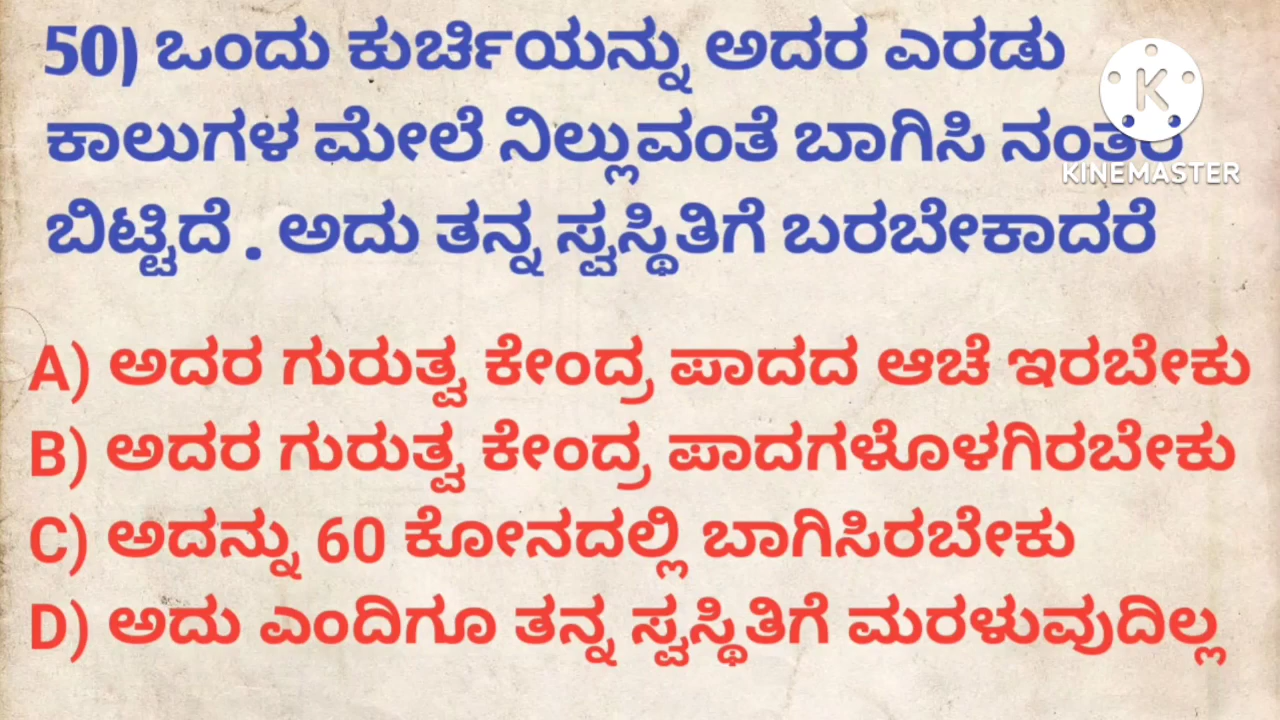 50) ಒಂದು ಕುರ್ಚಿಯನ್ನು ಅದರ ಎರಡು
ಕಾಲುಗಳ ಮೇಲೆ ನಿಲ್ಲುವಂತೆ ಬಾಗಿಸಿ ನಂತರ
K
KINEMASTER
ಬಿಟ್ಟಿದೆ . ಅದು ತನ್ನ ಸ್ವಸ್ಥಿತಿಗೆ ಬರಬೇಕಾದರೆ
A) ಅದರ ಗುರುತ್ವ ಕೇಂದ್ರ ಪಾದದ ಆಚೆ ಇರಬೇಕು
B) ಅದರ ಗುರುತ್ವ ಕೇಂದ್ರ ಪಾದಗಳೊಳಗಿರಬೇಕು
C) ಅದನ್ನು 60 ಕೋನದಲ್ಲಿ ಬಾಗಿಸಿರಬೇಕು
D) ಅದು ಎಂದಿಗೂ ತನ್ನ ಸ್ವಸ್ಥಿತಿಗೆ ಮರಳುವುದಿಲ್ಲ